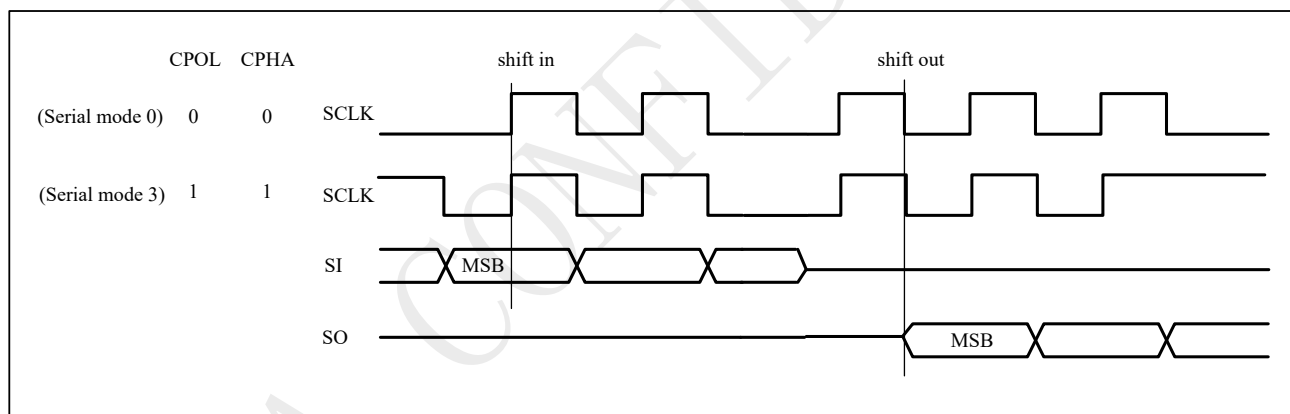 CPOL CPHA shift in shift out
(Serial mode 0) 0 0 SCLK
(Serial mode 3) 1 1 SCLK
SI MSB
SO MSB